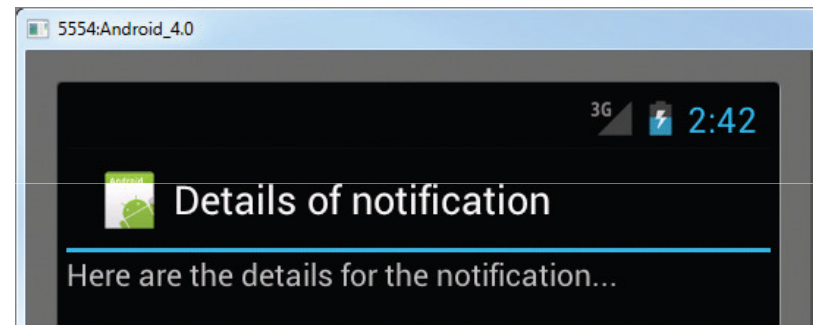 5554:Android_4.0
3G 2:42
Android
Details of notification
Here are the details for the notification...